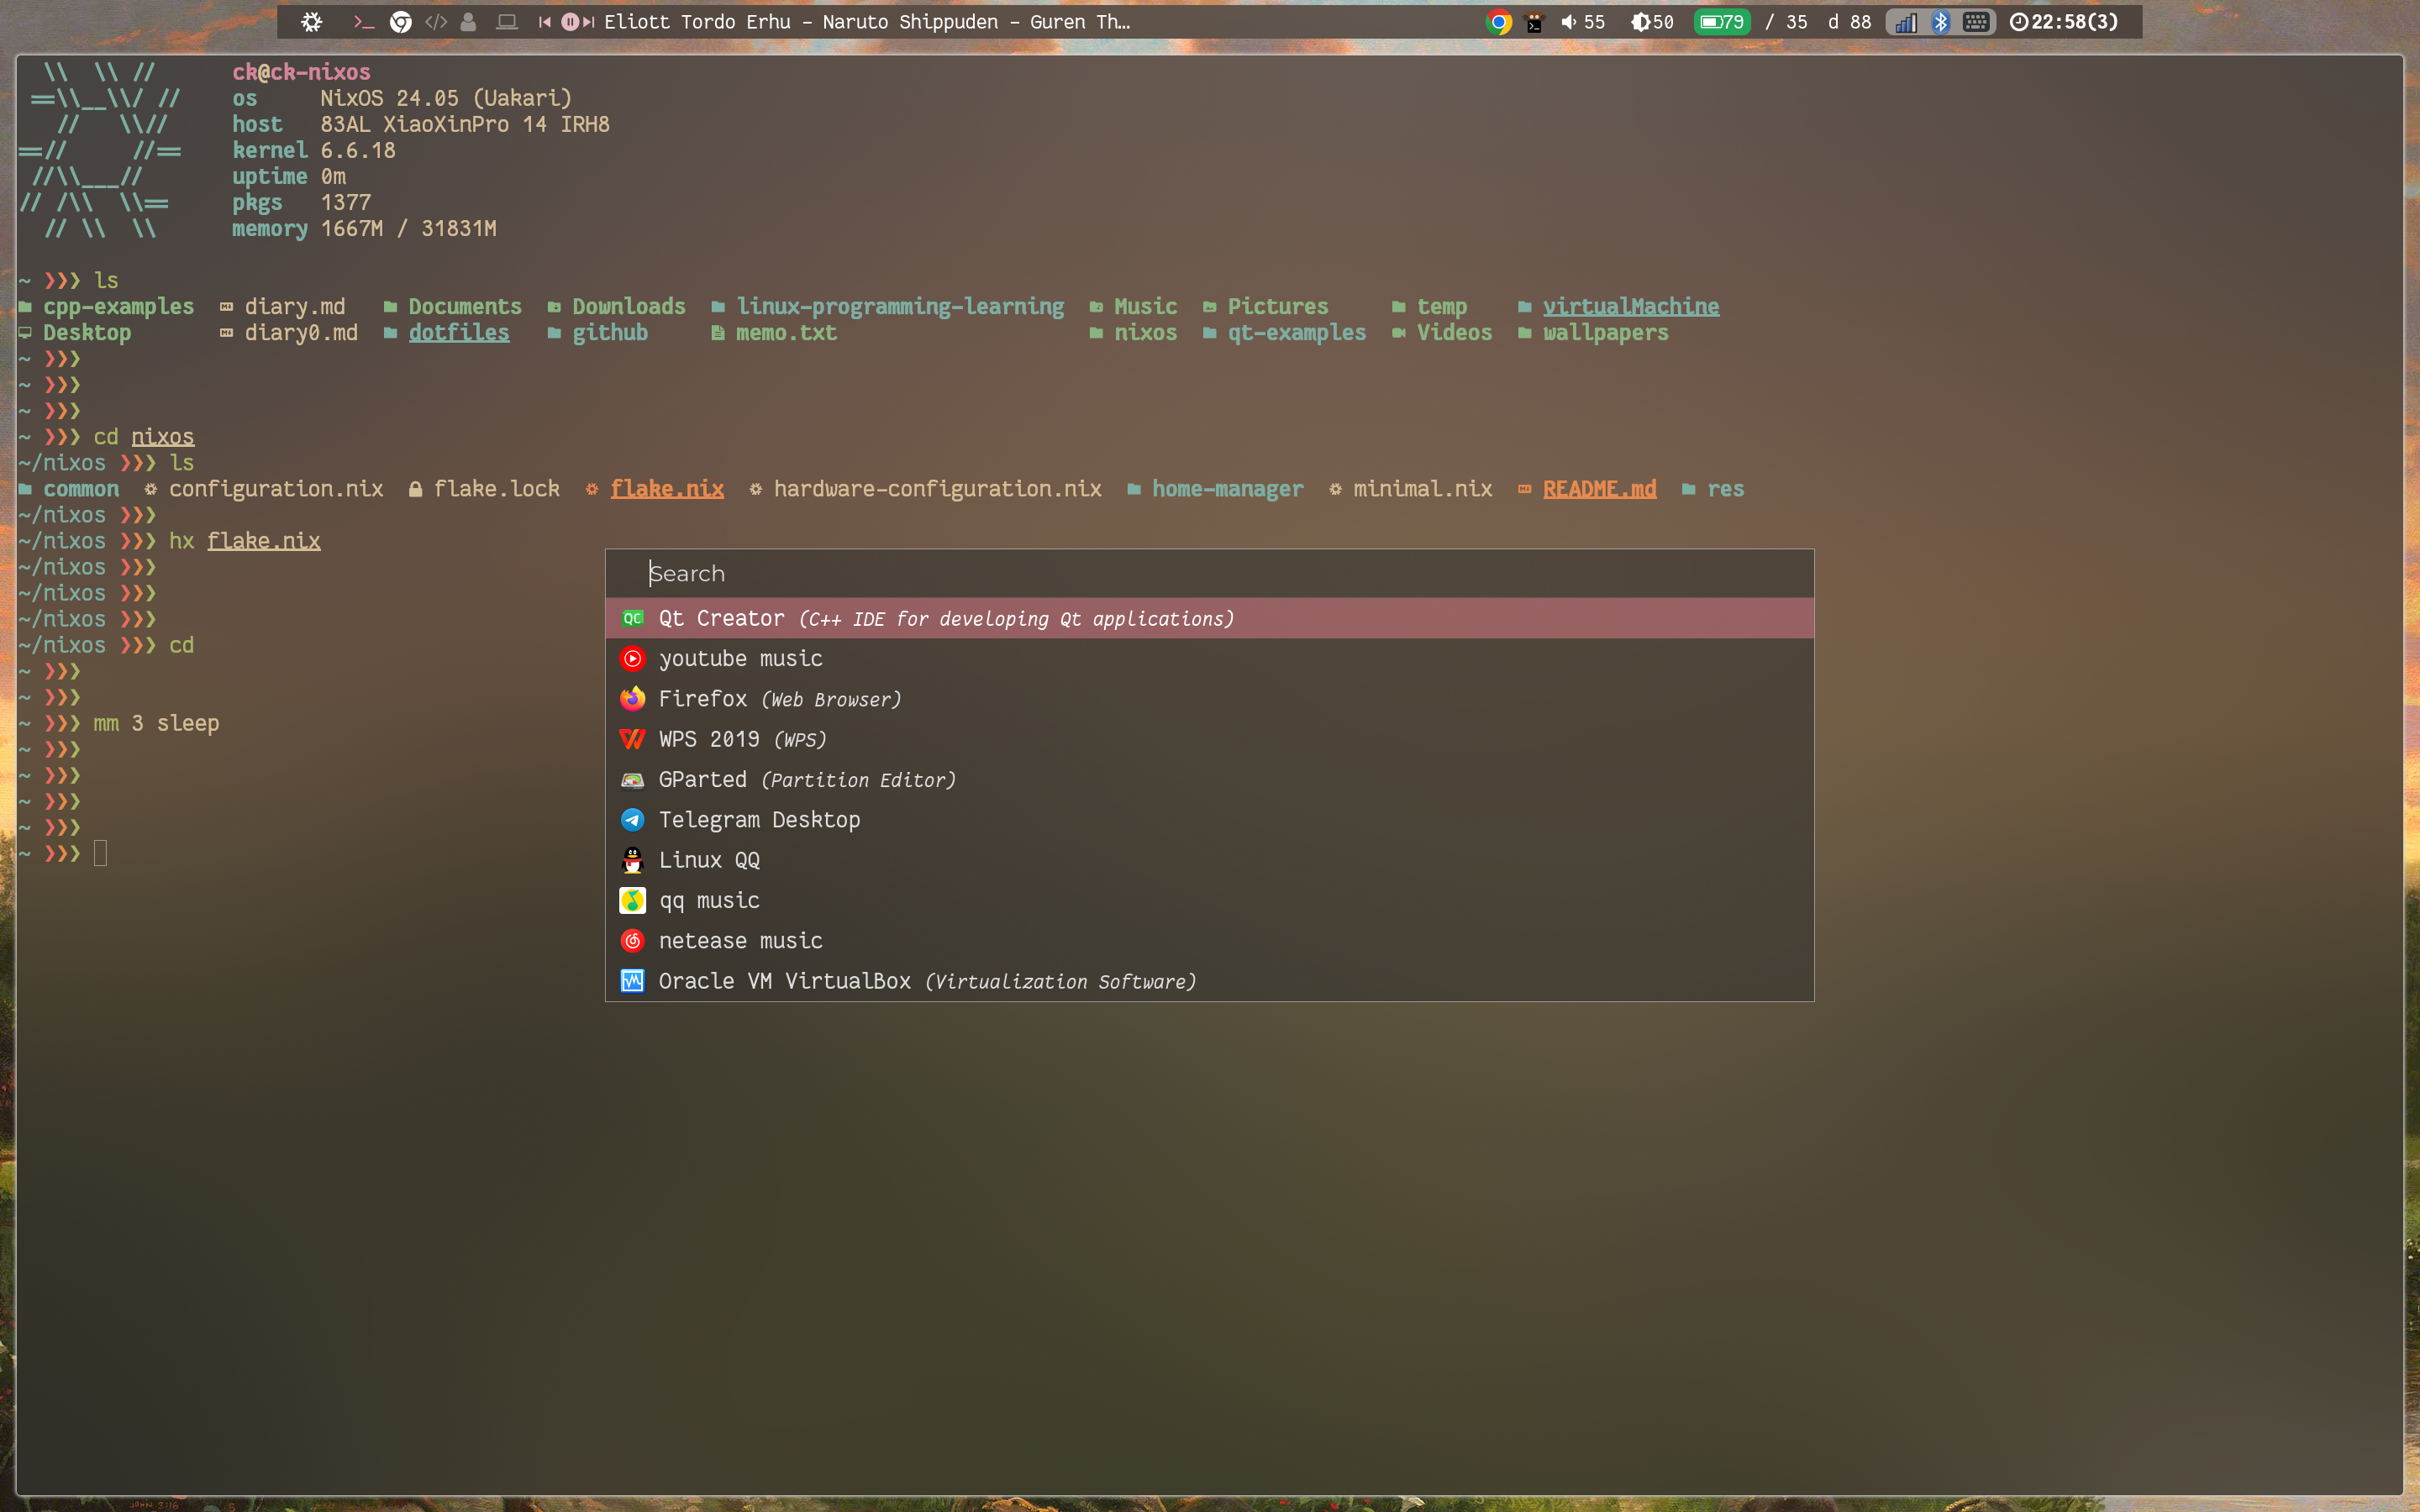 Eliott Tordo Erhu - Naruto Shippuden - Guren Th…
55 50 79 / 35 d 88 22:58(3)
\\  \\ //
==\\__\\/ //
//   \\//
==//     //==
//\\___//
// /\\  \\==
// \\  \\
ck@ck-nixos
os NixOS 24.05 (Uakari)
host 83AL XiaoXinPro 14 IRH8
kernel 6.6.18
uptime 0m
pkgs 1377
memory 1667M / 31831M
~ ❯❯❯ ls
cpp-examples diary.md Documents Downloads linux-programming-learning Music Pictures temp virtualMachine
Desktop diary0.md dotfiles github memo.txt nixos qt-examples Videos wallpapers
~ ❯❯❯
~ ❯❯❯
~ ❯❯❯
~ ❯❯❯ cd nixos
~/nixos ❯❯❯ ls
common configuration.nix flake.lock flake.nix hardware-configuration.nix home-manager minimal.nix README.md res
~/nixos ❯❯❯
~/nixos ❯❯❯ hx flake.nix
~/nixos ❯❯❯
~/nixos ❯❯❯
~/nixos ❯❯❯
~/nixos ❯❯❯ cd
~ ❯❯❯
~ ❯❯❯
~ ❯❯❯ mm 3 sleep
~ ❯❯❯
~ ❯❯❯
~ ❯❯❯
~ ❯❯❯
~ ❯❯❯
Search
QC Qt Creator (C++ IDE for developing Qt applications)
youtube music
Firefox (Web Browser)
WPS 2019 (WPS)
GParted (Partition Editor)
Telegram Desktop
Linux QQ
qq music
netease music
Oracle VM VirtualBox (Virtualization Software)
JOHN 3:16